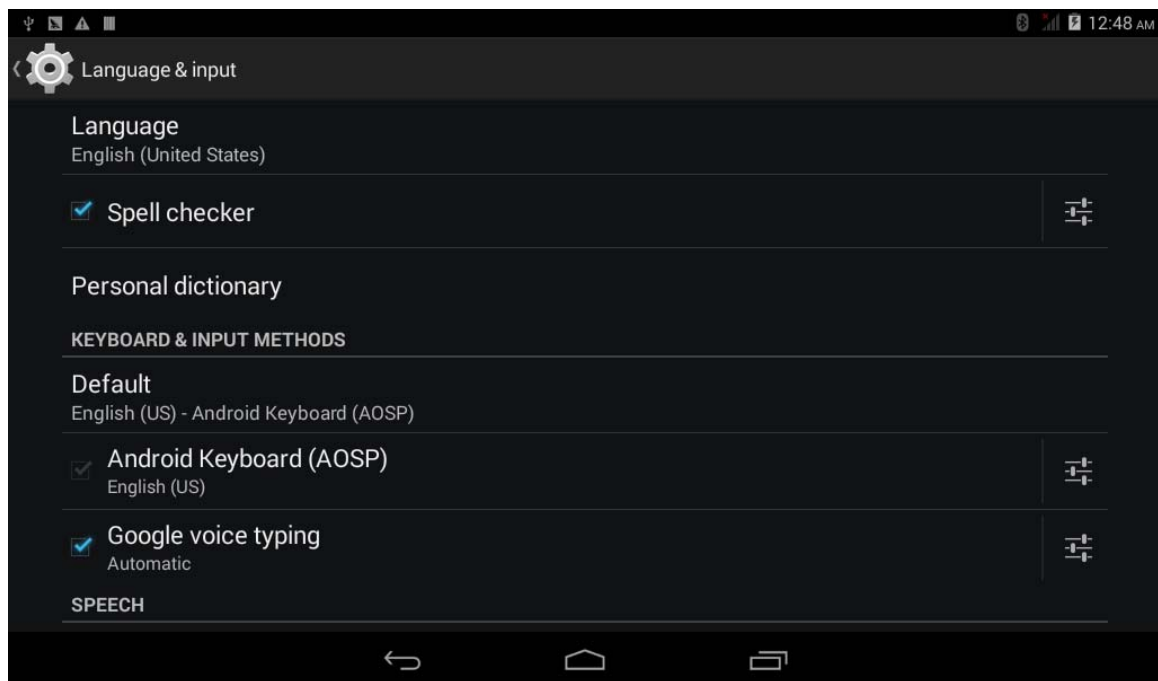 12:48 AM
Language & input
Language
English (United States)
Spell checker
Personal dictionary
KEYBOARD & INPUT METHODS
Default
English (US) - Android Keyboard (AOSP)
Android Keyboard (AOSP)
English (US)
Google voice typing
Automatic
SPEECH